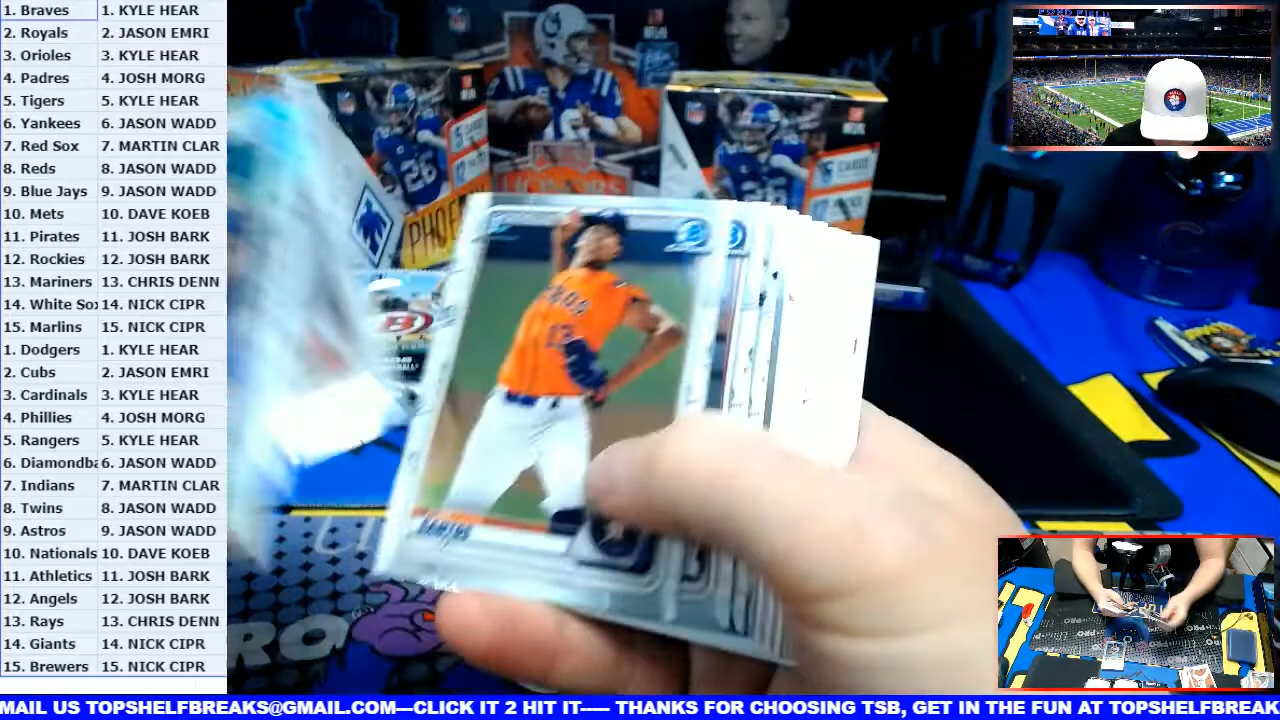 1. Braves 1. KYLE HEAR
2. Royals 2. JASON EMRI
3. Orioles 3. KYLE HEAR
4. Padres 4. JOSH MORG
5. Tigers 5. KYLE HEAR
6. Yankees 6. JASON WADD
7. Red Sox 7. MARTIN CLAR
8. Reds 8. JASON WADD
9. Blue Jays 9. JASON WADD
10. Mets 10. DAVE KOEB
11. Pirates 11. JOSH BARK
12. Rockies 12. JOSH BARK
13. Mariners 13. CHRIS DENN
14. White Sox 14. NICK CIPR
15. Marlins 15. NICK CIPR
1. Dodgers 1. KYLE HEAR
2. Cubs 2. JASON EMRI
3. Cardinals 3. KYLE HEAR
4. Phillies 4. JOSH MORG
5. Rangers 5. KYLE HEAR
6. Diamondba 6. JASON WADD
7. Indians 7. MARTIN CLAR
8. Twins 8. JASON WADD
9. Astros 9. JASON WADD
10. Nationals 10. DAVE KOEB
11. Athletics 11. JOSH BARK
12. Angels 12. JOSH BARK
13. Rays 13. CHRIS DENN
14. Giants 14. NICK CIPR
15. Brewers 15. NICK CIPR
PHOE
26
26
18
13
MAIL US TOPSHELFBREAKS@GMAIL.COM—CLICK IT 2 HIT IT---- THANKS FOR CHOOSING TSB, GET IN THE FUN AT TOPSHELFBREAK